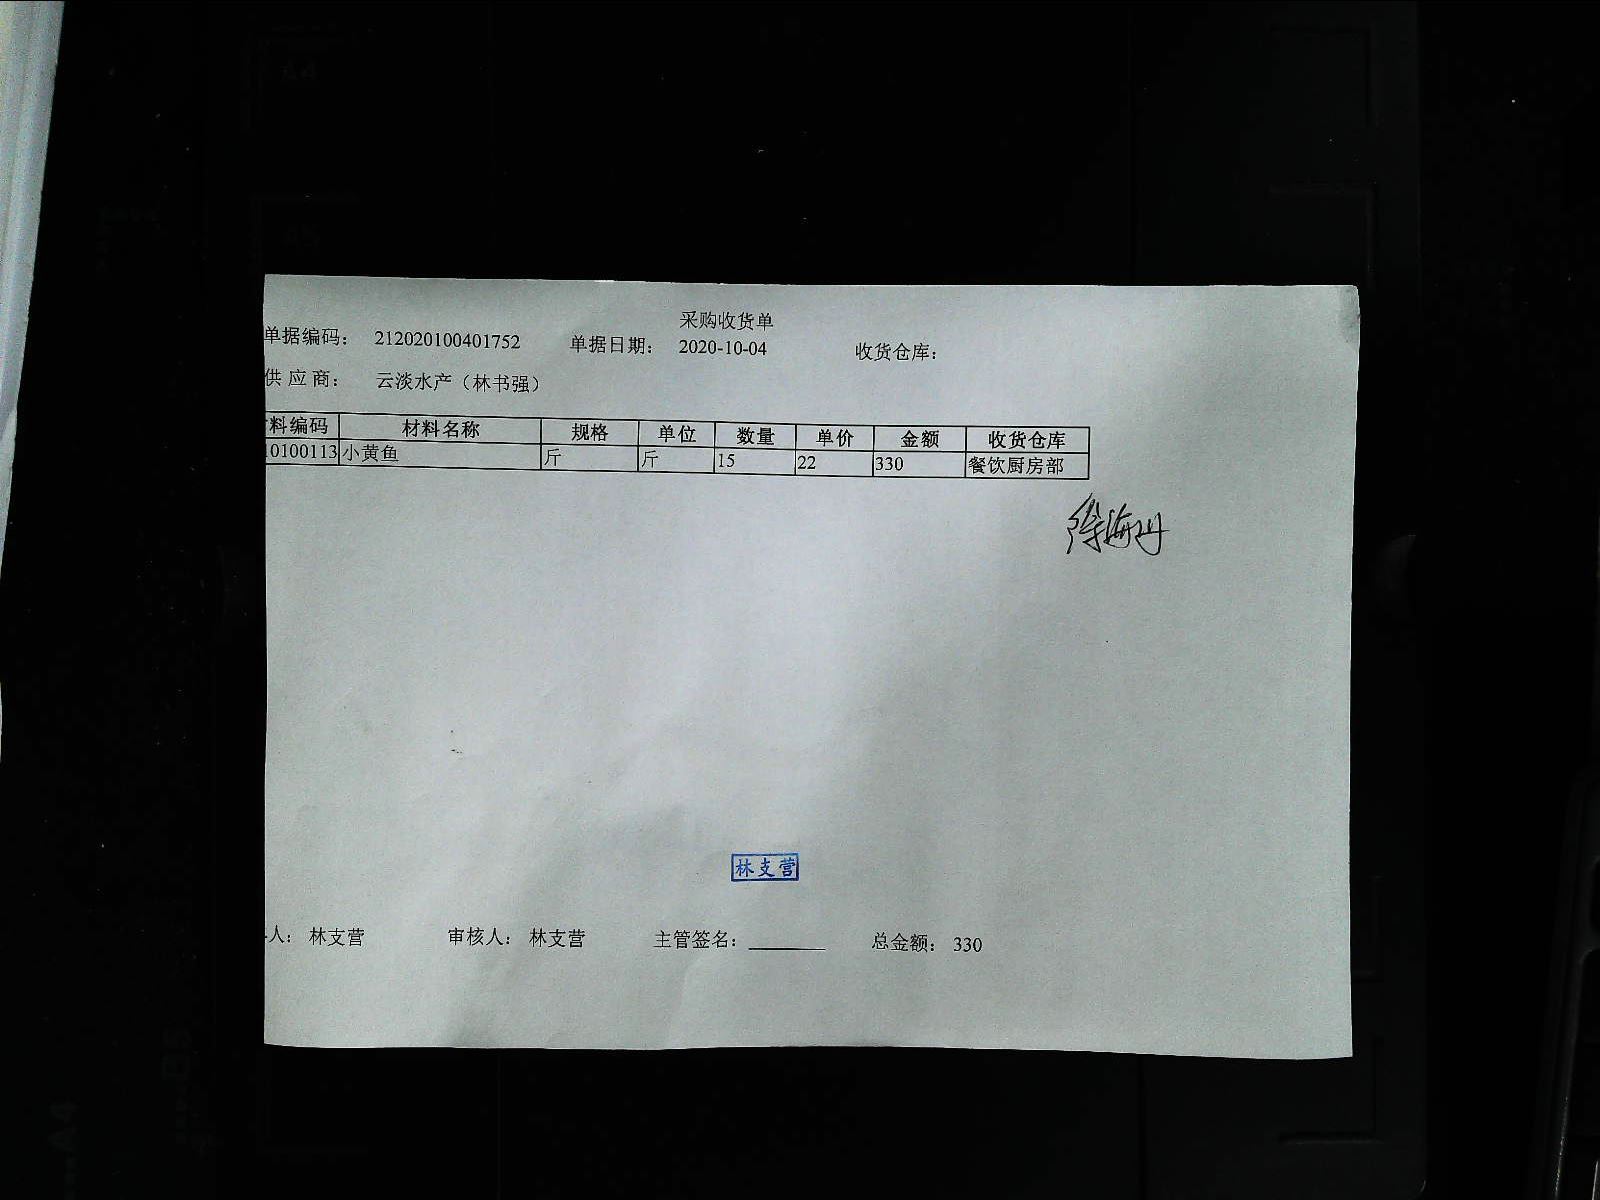 采购收货单
单据编码： 212020100401752 单据日期： 2020-10-04 收货仓库：
供 应 商： 云淡水产（林书强）
料编码 材料名称 规格 单位 数量 单价 金额 收货仓库
10100113 小黄鱼 斤 斤 15 22 330 餐饮厨房部
林支营
人： 林支营 审核人： 林支营 主管签名： 总金额： 330